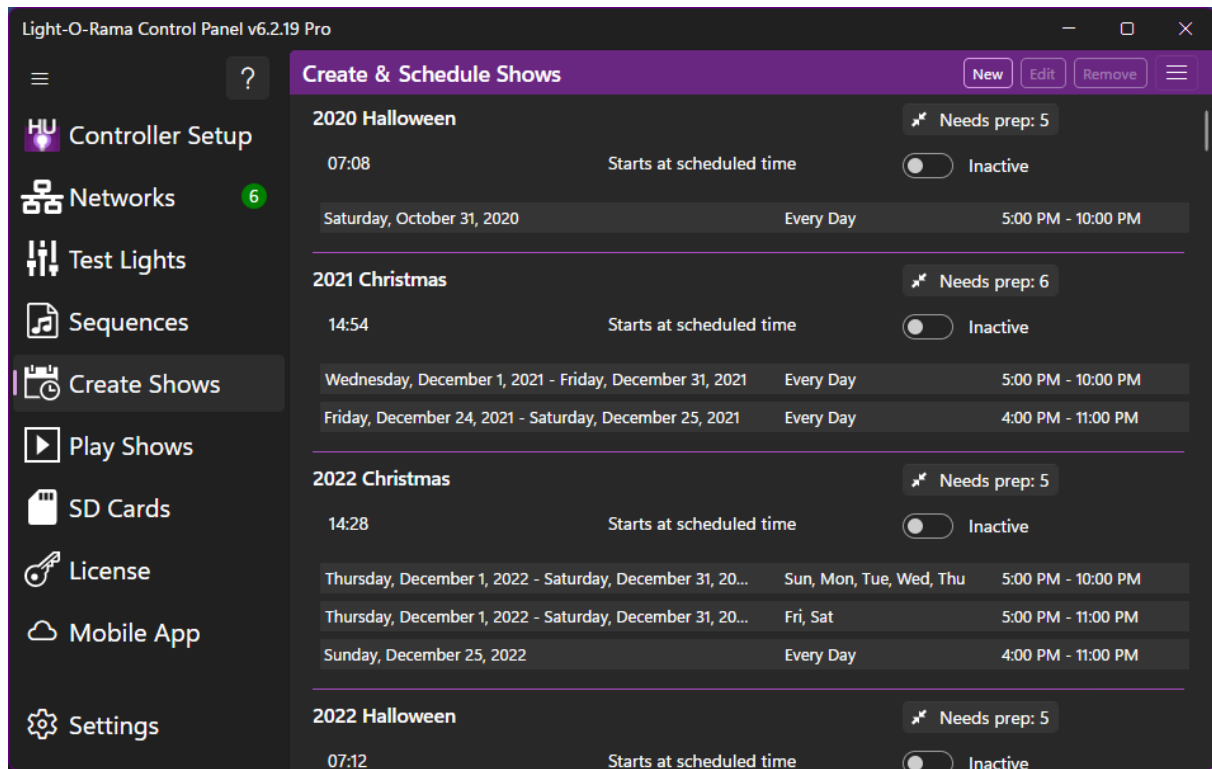 Light-O-Rama Control Panel v6.2.19 Pro
?
Create & Schedule Shows
New
Edit
Remove
HU
Controller Setup
Networks
6
Test Lights
Sequences
Create Shows
Play Shows
SD Cards
License
Mobile App
Settings
2020 Halloween
Needs prep: 5
07:08
Starts at scheduled time
Inactive
Saturday, October 31, 2020 Every Day 5:00 PM - 10:00 PM
2021 Christmas
Needs prep: 6
14:54
Starts at scheduled time
Inactive
Wednesday, December 1, 2021 - Friday, December 31, 2021 Every Day 5:00 PM - 10:00 PM
Friday, December 24, 2021 - Saturday, December 25, 2021 Every Day 4:00 PM - 11:00 PM
2022 Christmas
Needs prep: 5
14:28
Starts at scheduled time
Inactive
Thursday, December 1, 2022 - Saturday, December 31, 20... Sun, Mon, Tue, Wed, Thu 5:00 PM - 10:00 PM
Thursday, December 1, 2022 - Saturday, December 31, 20... Fri, Sat 5:00 PM - 11:00 PM
Sunday, December 25, 2022 Every Day 4:00 PM - 11:00 PM
2022 Halloween
Needs prep: 5
07:12
Starts at scheduled time
Inactive